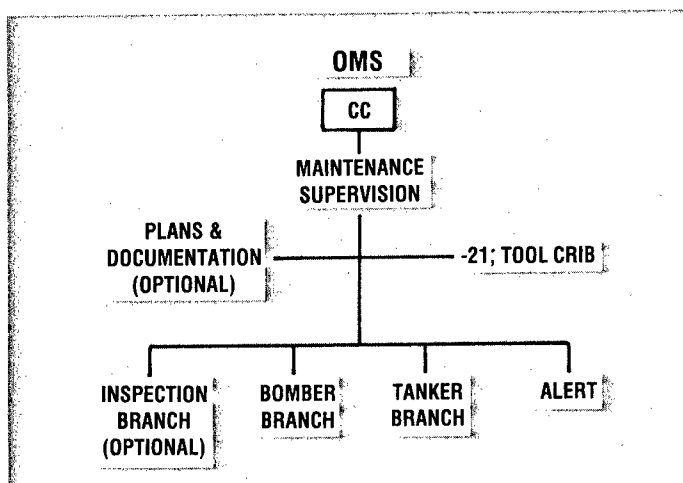 OMS
CC
MAINTENANCE
SUPERVISION
PLANS &
DOCUMENTATION
(OPTIONAL)
-21; TOOL CRIB
INSPECTION
BRANCH
(OPTIONAL)
BOMBER
BRANCH
TANKER
BRANCH
ALERT